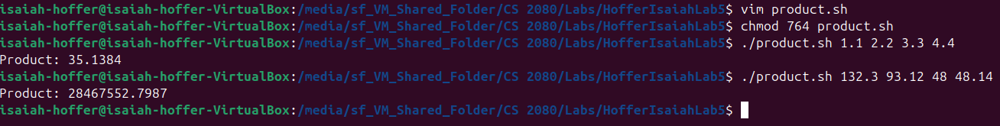 isaiah-hoffer@isaiah-hoffer-VirtualBox:/media/sf_VM_Shared_Folder/CS 2080/Labs/HofferIsaiahLab5$ vim product.sh
isaiah-hoffer@isaiah-hoffer-VirtualBox:/media/sf_VM_Shared_Folder/CS 2080/Labs/HofferIsaiahLab5$ chmod 764 product.sh
isaiah-hoffer@isaiah-hoffer-VirtualBox:/media/sf_VM_Shared_Folder/CS 2080/Labs/HofferIsaiahLab5$ ./product.sh 1.1 2.2 3.3 4.4
Product: 35.1384
isaiah-hoffer@isaiah-hoffer-VirtualBox:/media/sf_VM_Shared_Folder/CS 2080/Labs/HofferIsaiahLab5$ ./product.sh 132.3 93.12 48 48.14
Product: 28467552.7987
isaiah-hoffer@isaiah-hoffer-VirtualBox:/media/sf_VM_Shared_Folder/CS 2080/Labs/HofferIsaiahLab5$